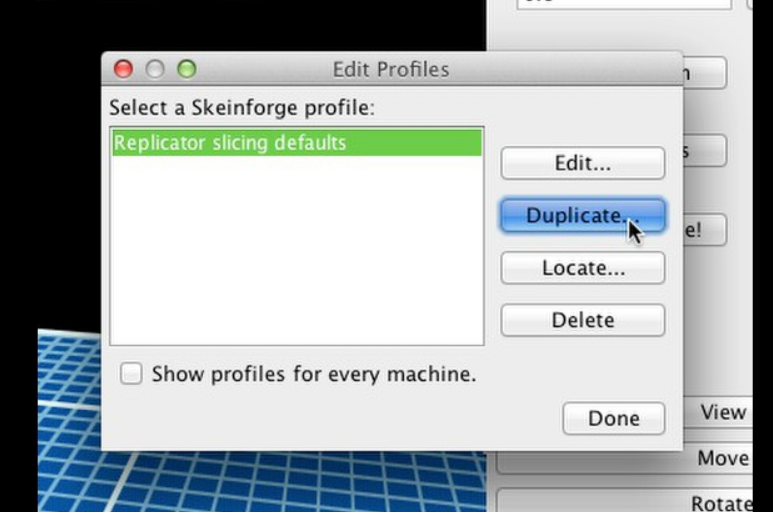 Edit Profiles
Select a Skeinforge profile:
Replicator slicing defaults
Edit...
Duplicate...
Locate...
Delete
Show profiles for every machine.
Done
View
Move
Rotate